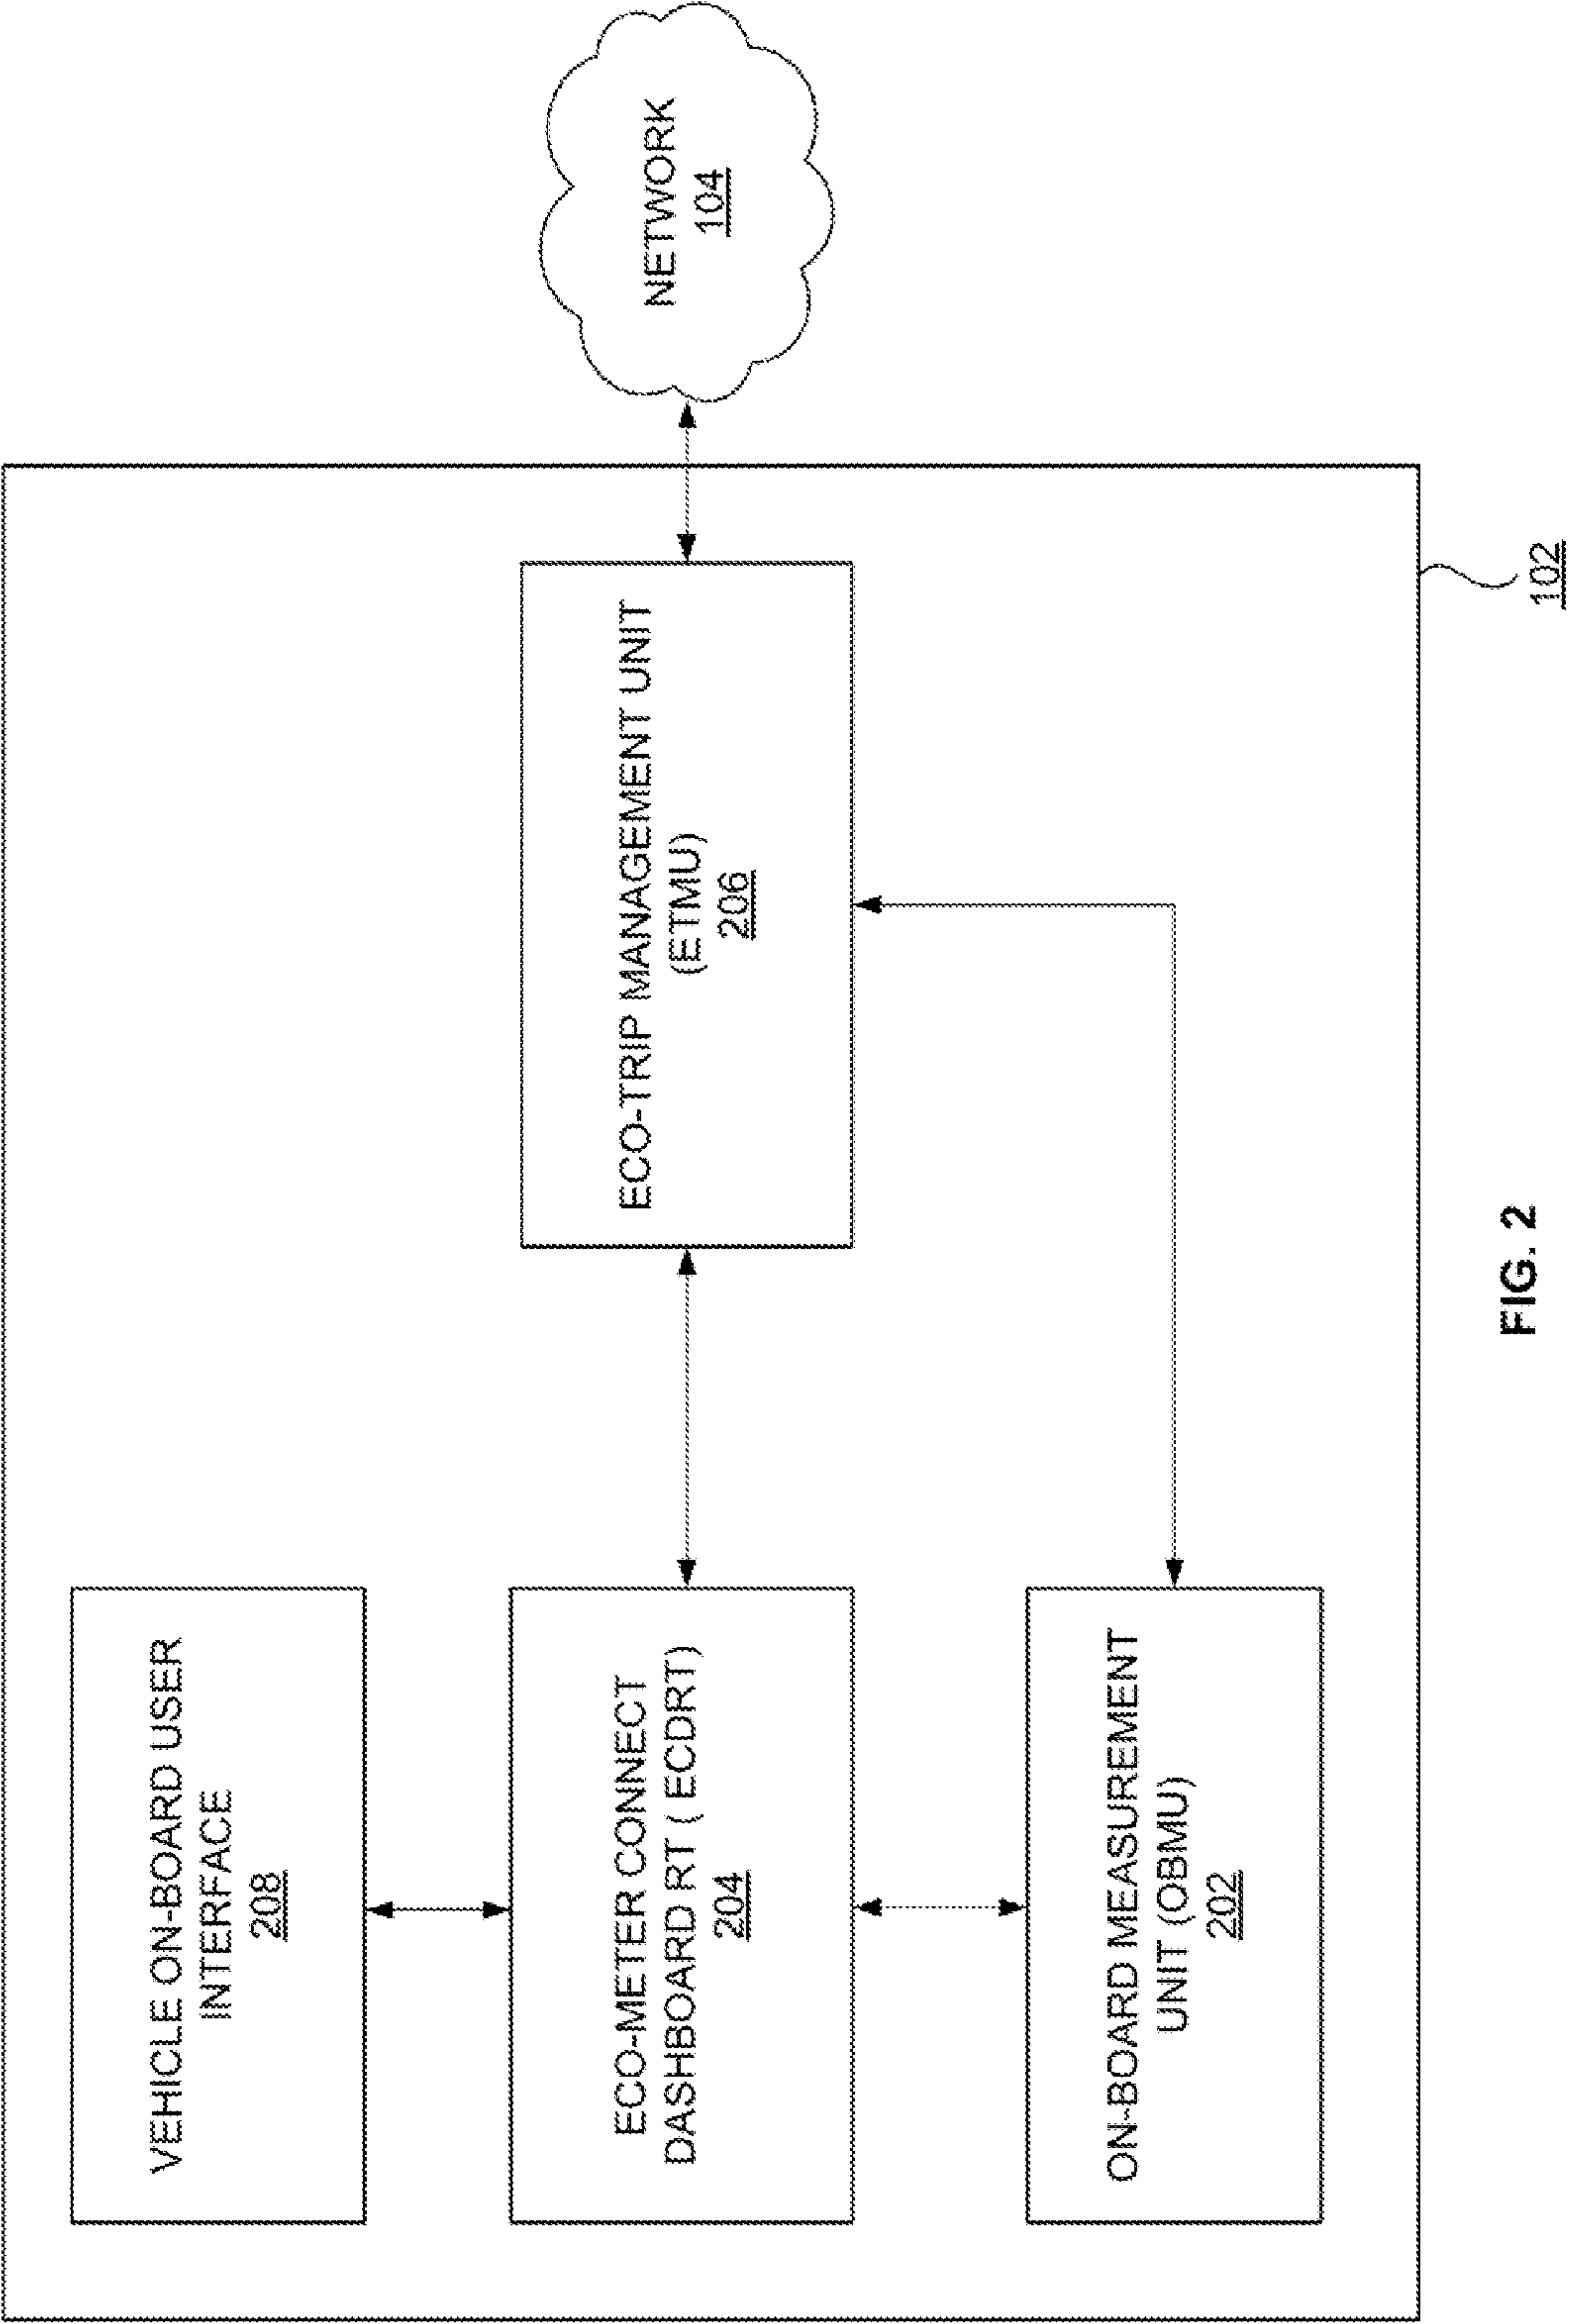 VEHICLE ON-BOARD USER
INTERFACE
208
ECO-METER CONNECT
DASHBOARD RT ( ECDRT)
204
ON-BOARD MEASUREMENT
UNIT (OBMU)
202
ECO-TRIP MANAGEMENT UNIT
(ETMU)
206
NETWORK
104
102
FIG. 2